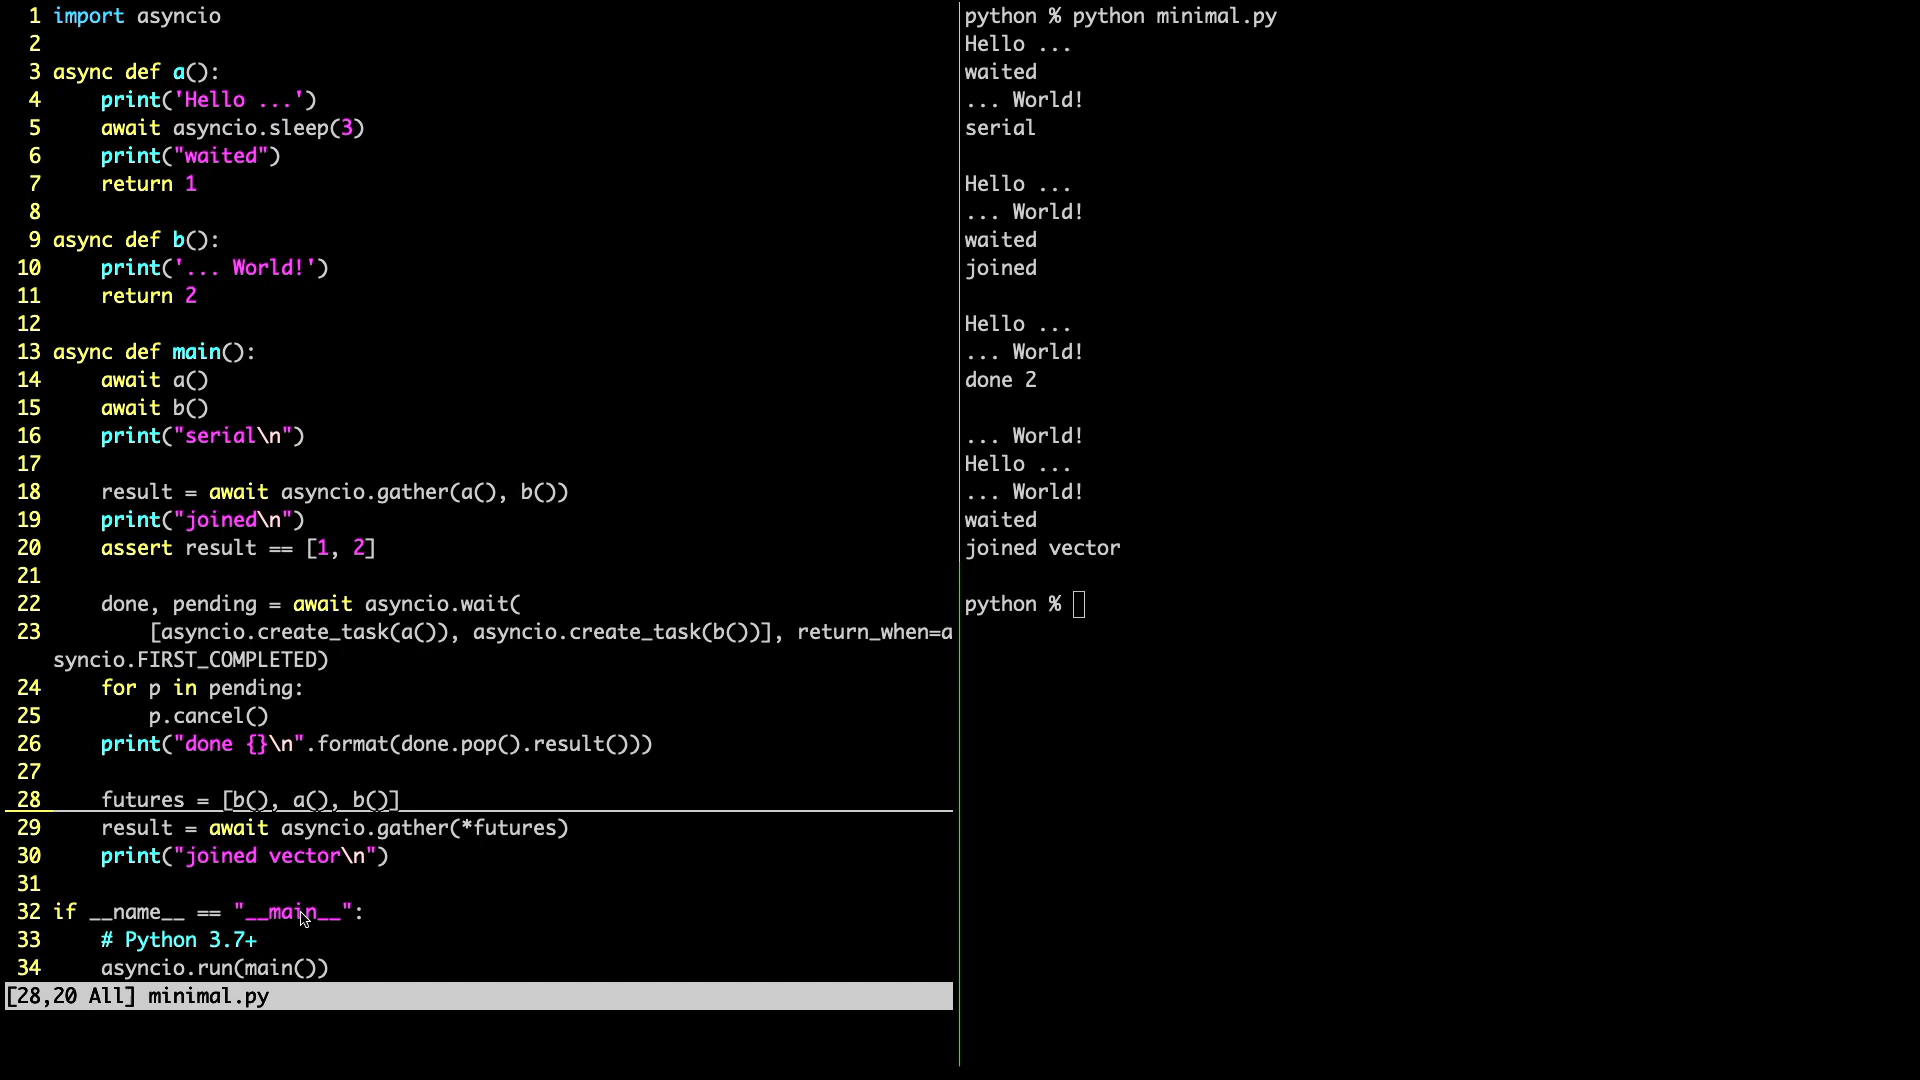 1 import asyncio
2
3 async def a():
4     print('Hello ...')
5     await asyncio.sleep(3)
6     print("waited")
7     return 1
8
9 async def b():
10     print('... World!')
11     return 2
12
13 async def main():
14     await a()
15     await b()
16     print("serial\n")
17
18     result = await asyncio.gather(a(), b())
19     print("joined\n")
20     assert result == [1, 2]
21
22     done, pending = await asyncio.wait(
23         [asyncio.create_task(a()), asyncio.create_task(b())], return_when=a
syncio.FIRST_COMPLETED)
24     for p in pending:
25         p.cancel()
26     print("done {}\n".format(done.pop().result()))
27
28     futures = [b(), a(), b()]
29     result = await asyncio.gather(*futures)
30     print("joined vector\n")
31
32 if __name__ == "__main__":
33     # Python 3.7+
34     asyncio.run(main())
[28,20 All] minimal.py
python % python minimal.py
Hello ...
waited
... World!
serial

Hello ...
... World!
waited
joined

Hello ...
... World!
done 2

... World!
Hello ...
... World!
waited
joined vector

python %